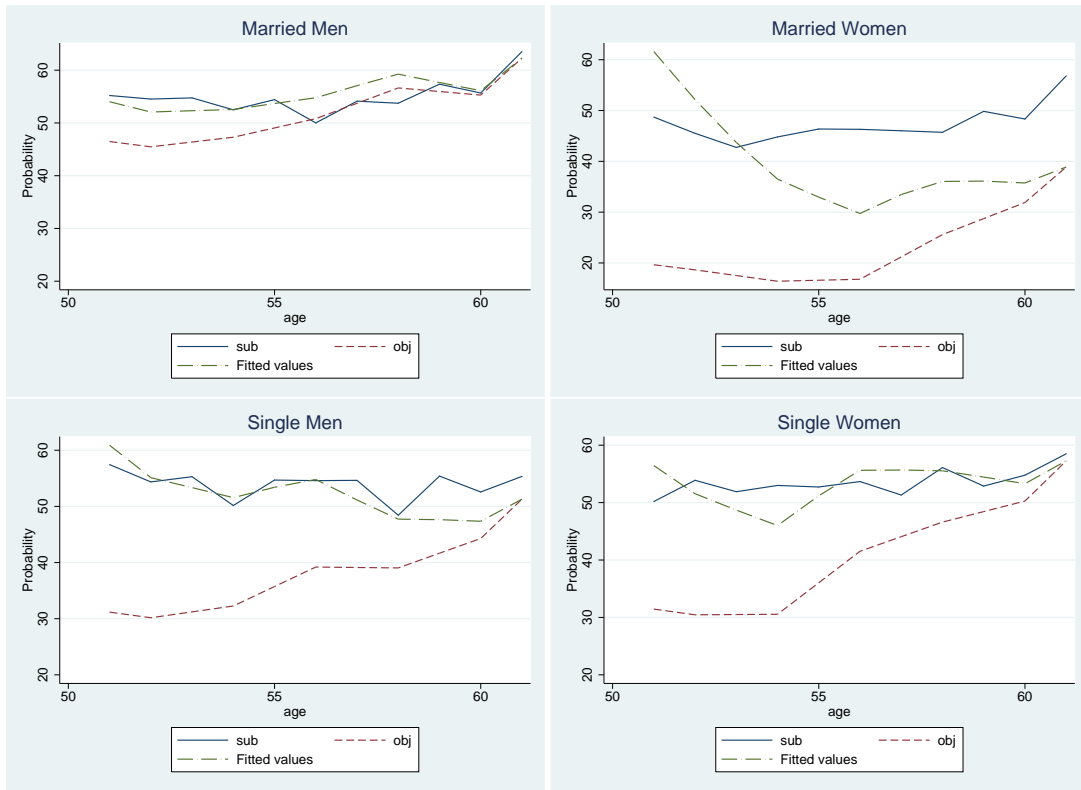 Married Men
Probability
60
50
40
30
20
50 55 60
age
sub obj
Fitted values
Married Women
Probability
60
50
40
30
20
50 55 60
age
sub obj
Fitted values
Single Men
Probability
60
50
40
30
20
50 55 60
age
sub obj
Fitted values
Single Women
Probability
60
50
40
30
20
50 55 60
age
sub obj
Fitted values